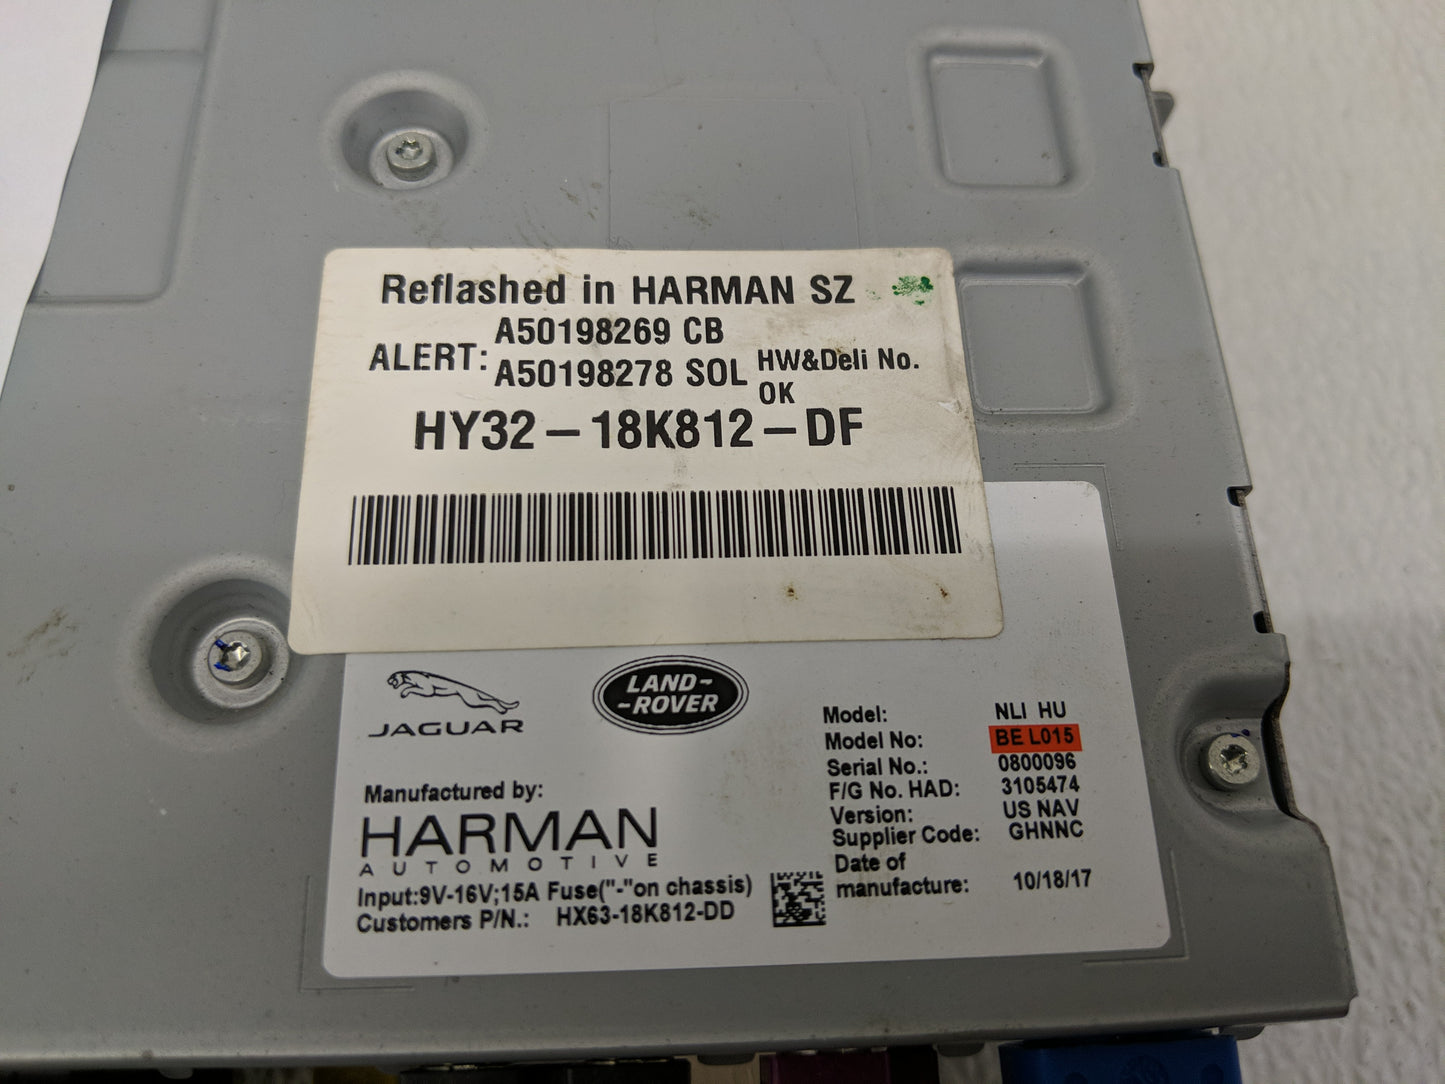 Reflashed in HARMAN SZ
A50198269 CB
ALERT: A50198278 SOL HW&Deli No. OK
HY32-18K812-DF
JAGUAR
LAND-
-ROVER
Manufactured by:
HARMAN
AUTOMOTIVE
Input:9V-16V;15A Fuse("-"on chassis)
Customers P/N.: HX63-18K812-DD
Model: NLI HU
Model No: BE L015
Serial No.: 0800096
F/G No. HAD: 3105474
Version: US NAV
Supplier Code: GHNNC
Date of
manufacture: 10/18/17